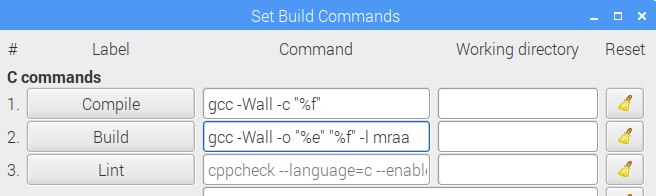 Set Build Commands
# Label Command Working directory Reset
C commands
1. Compile gcc -Wall -c "%f"
2. Build gcc -Wall -o "%e" "%f" -l mraa
3. Lint cppcheck --language=c --enabl